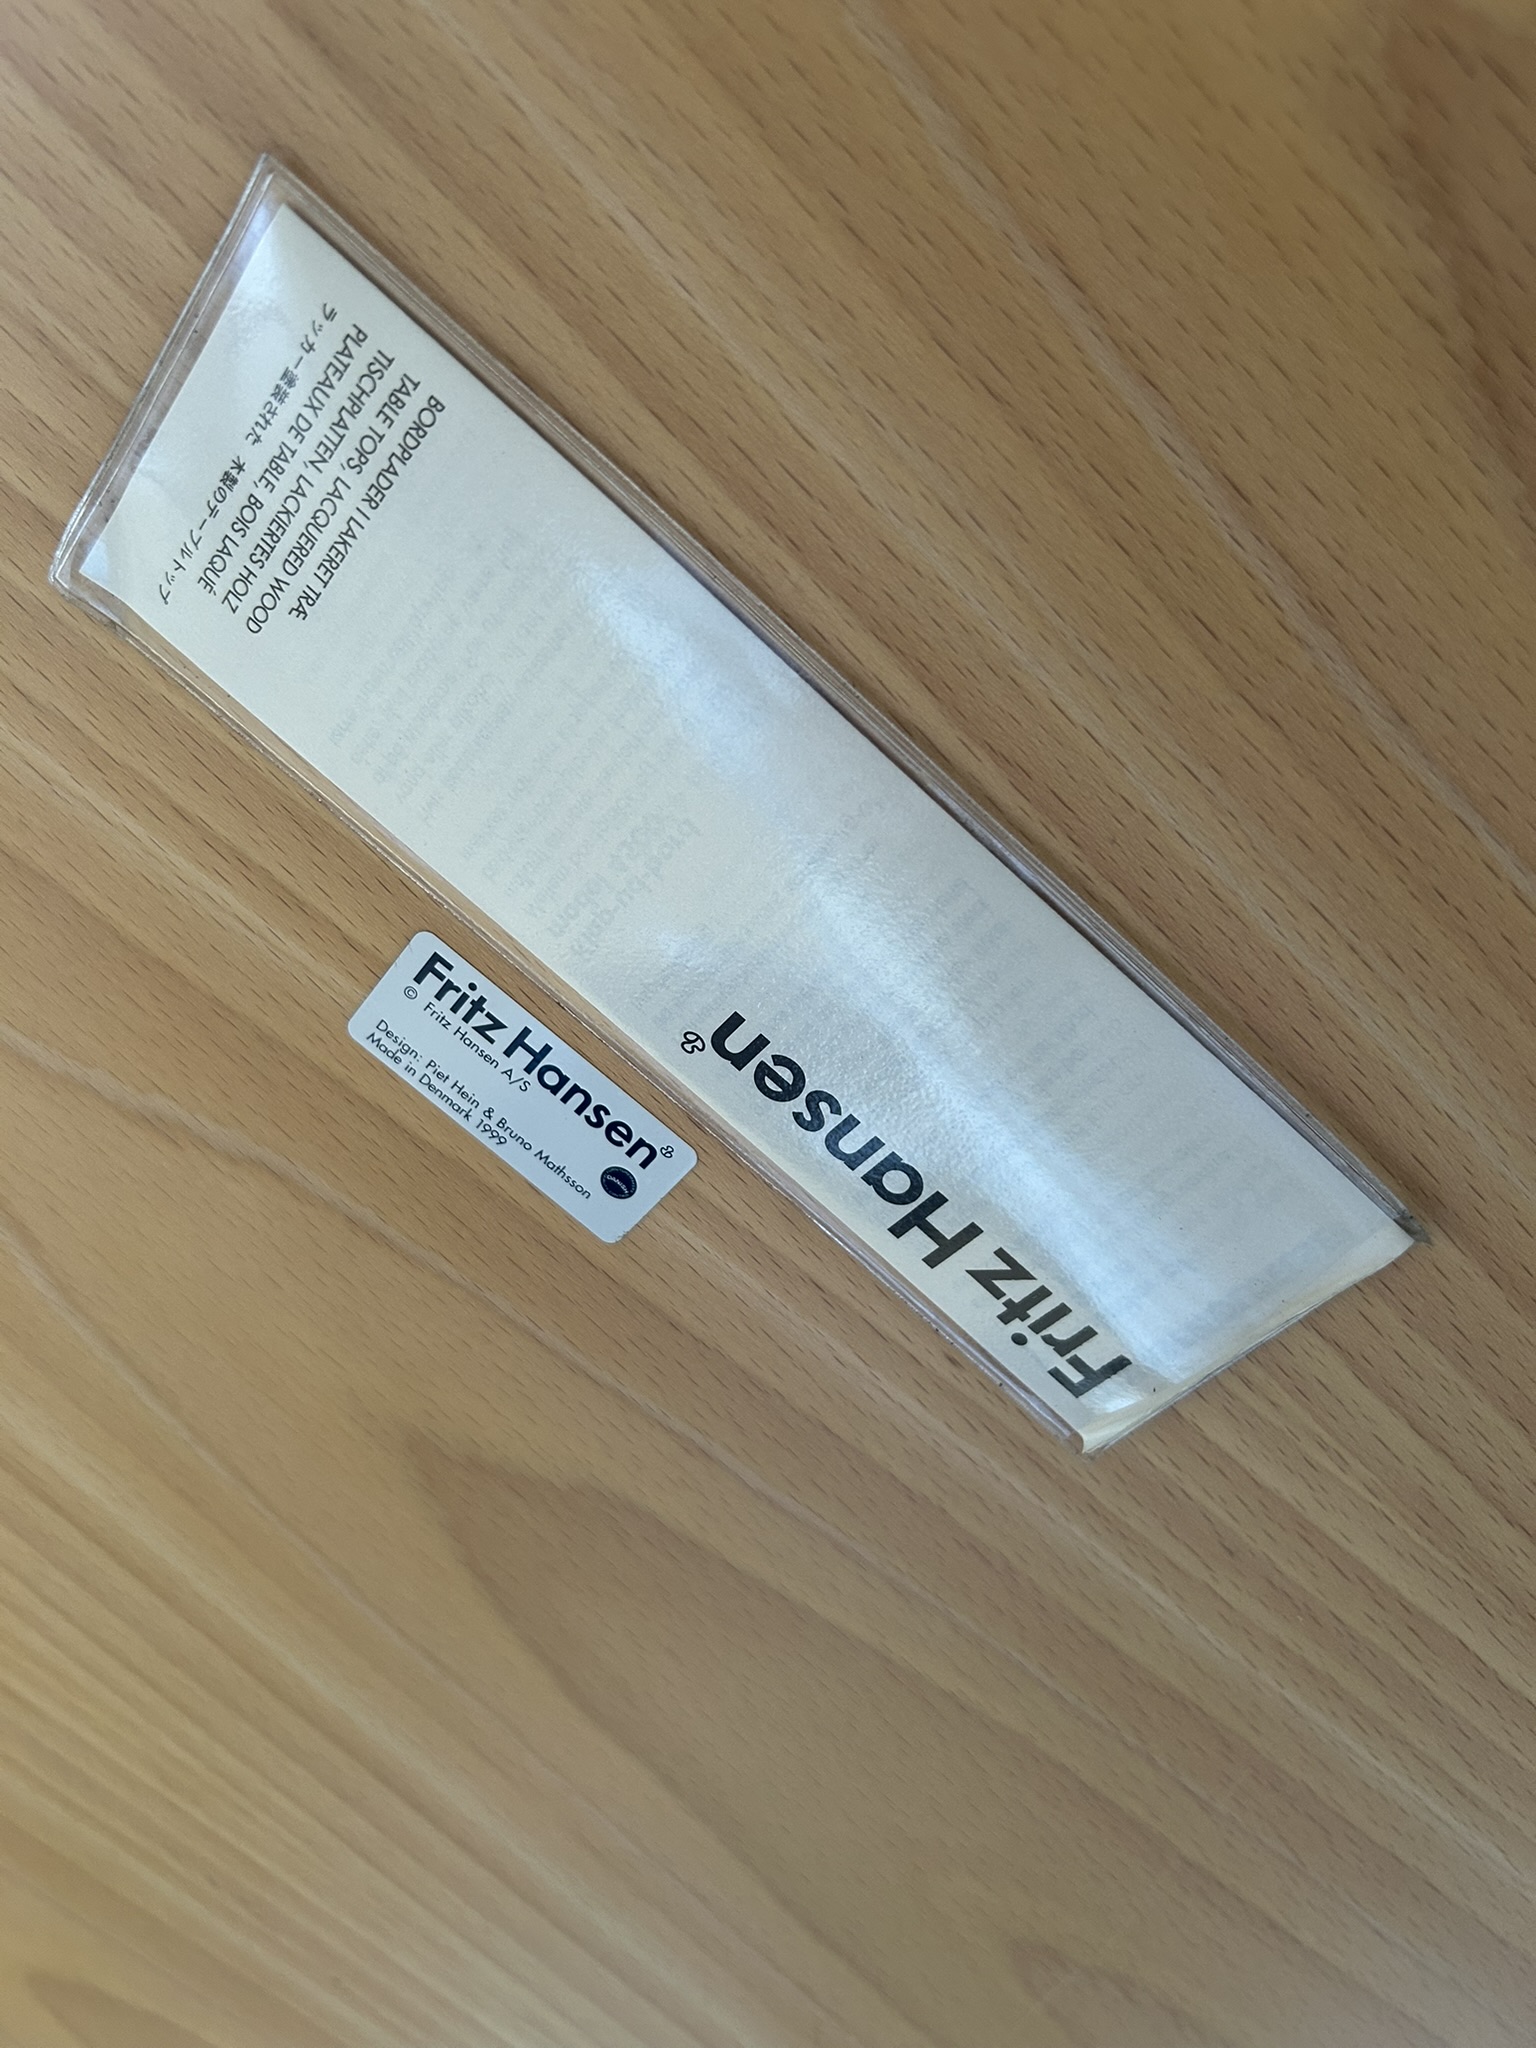 BORDPLADER I LAKERET TRÆ
TABLE TOPS, LACQUERED WOOD
TISCHPLATTEN, LACKIERTES HOLZ
PLATEAUX DE TABLE, BOIS LAQUÉ
ラッカー塗装された 木製のテーブルトップ
Fritz Hansen
Fritz Hansen
© Fritz Hansen A/S
Design: Piet Hein & Bruno Mathsson
Made in Denmark 1999